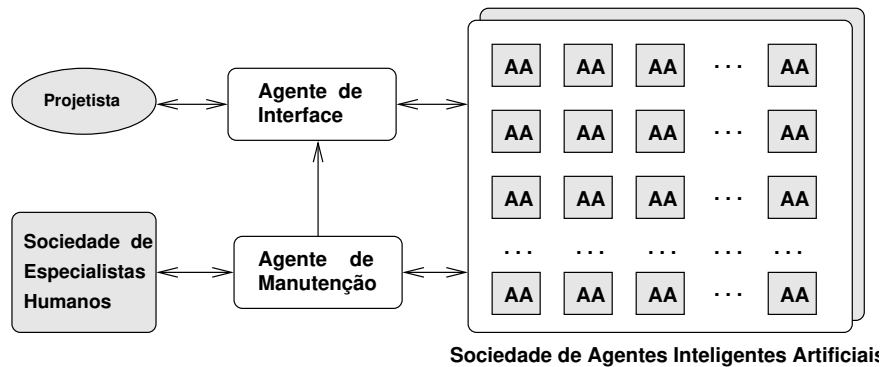 Projetista
Agente de
Interface
Sociedade de
Especialistas
Humanos
Agente de
Manutenção
AA AA AA ... AA
AA AA AA ... AA
AA AA AA ... AA
... ... ... ... ...
AA AA AA ... AA
Sociedade de Agentes Inteligentes Artificiais